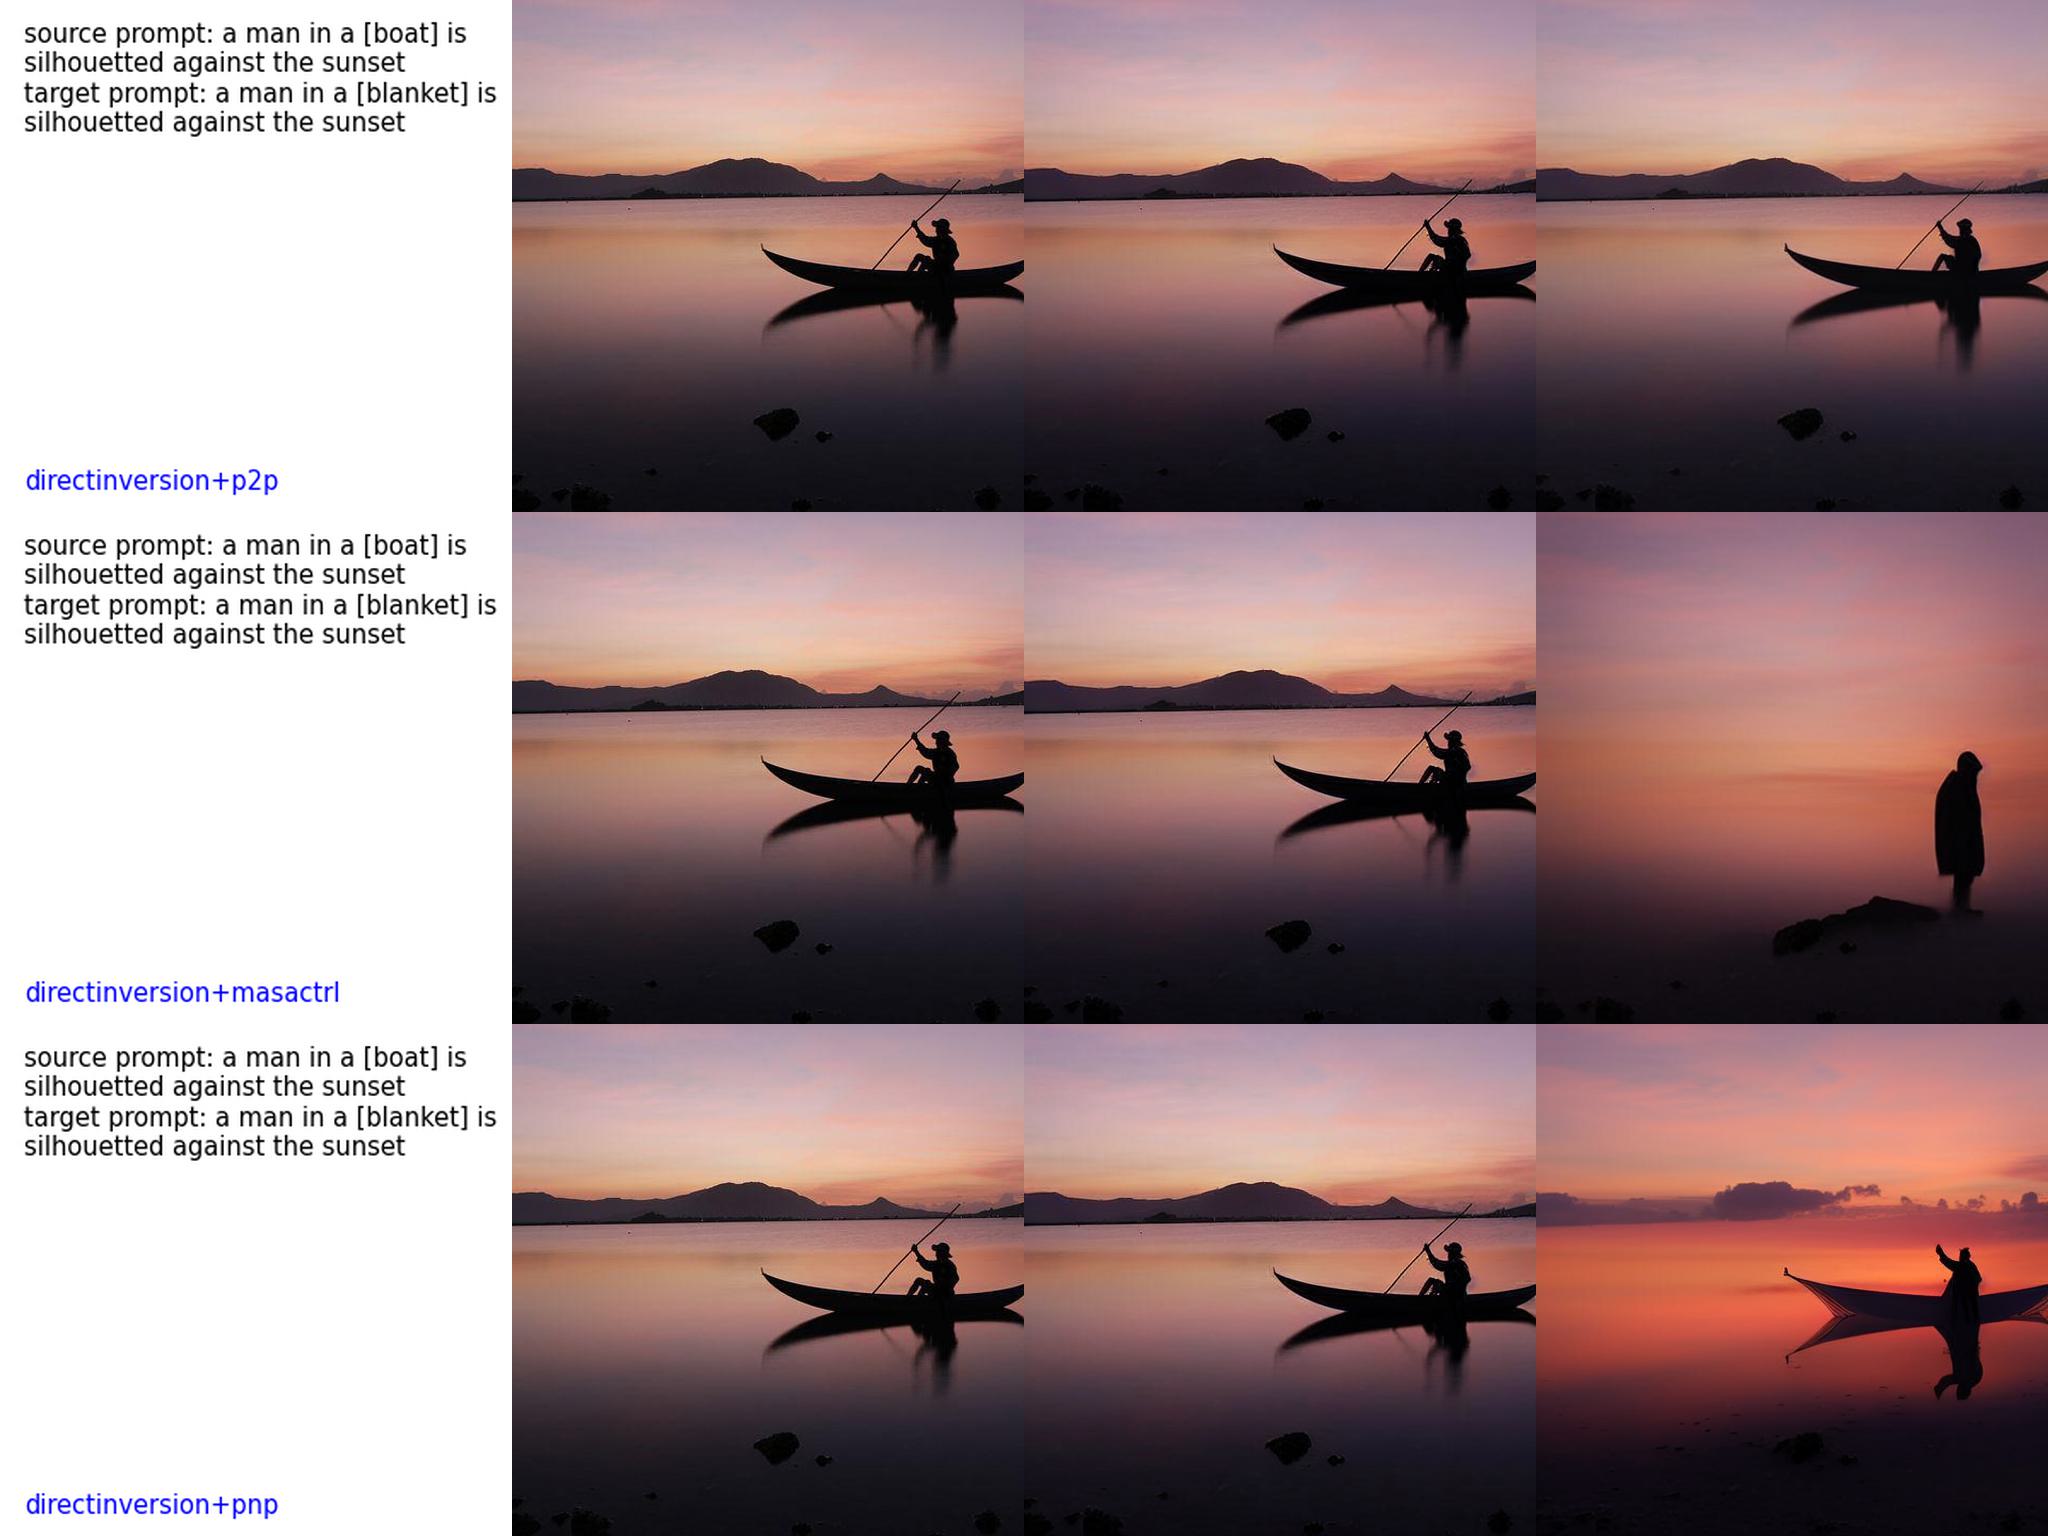 source prompt: a man in a [boat] is
silhouetted against the sunset
target prompt: a man in a [blanket] is
silhouetted against the sunset
directinversion+p2p
source prompt: a man in a [boat] is
silhouetted against the sunset
target prompt: a man in a [blanket] is
silhouetted against the sunset
directinversion+masactrl
source prompt: a man in a [boat] is
silhouetted against the sunset
target prompt: a man in a [blanket] is
silhouetted against the sunset
directinversion+pnp